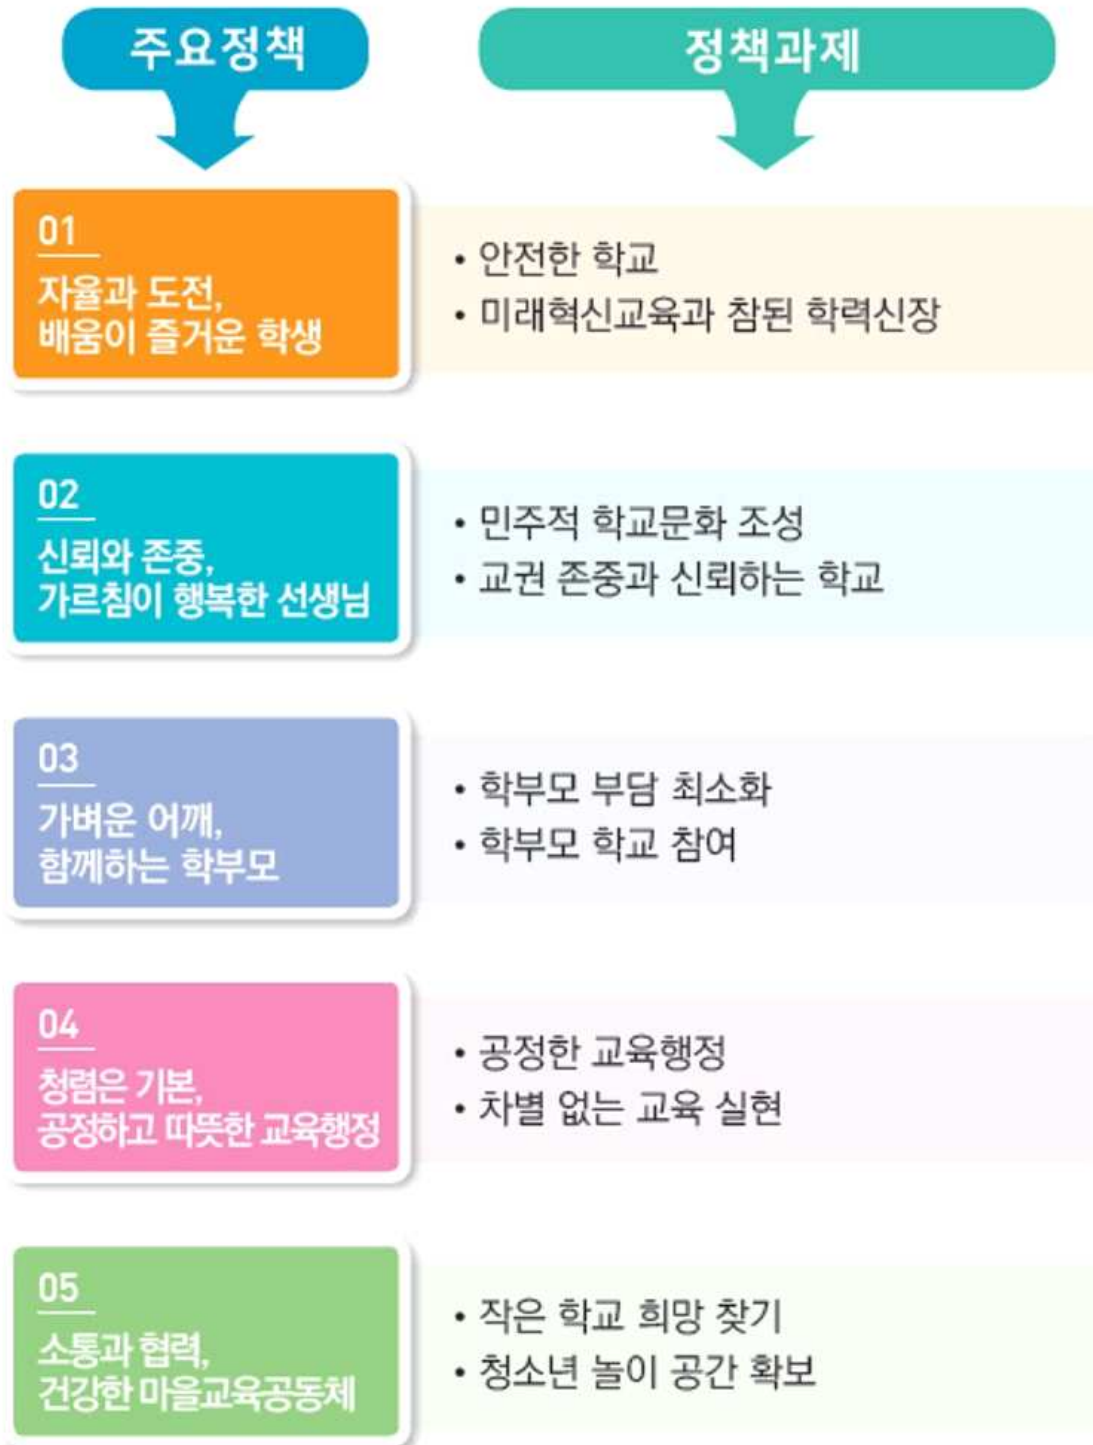 주요정책
정책과제
01
자율과 도전,
배움이 즐거운 학생
• 안전한 학교
• 미래혁신교육과 참된 학력신장
02
신뢰와 존중,
가르침이 행복한 선생님
• 민주적 학교문화 조성
• 교권 존중과 신뢰하는 학교
03
가벼운 어깨,
함께하는 학부모
• 학부모 부담 최소화
• 학부모 학교 참여
04
청렴은 기본,
공정하고 따뜻한 교육행정
• 공정한 교육행정
• 차별 없는 교육 실현
05
소통과 협력,
건강한 마을교육공동체
• 작은 학교 희망 찾기
• 청소년 놀이 공간 확보